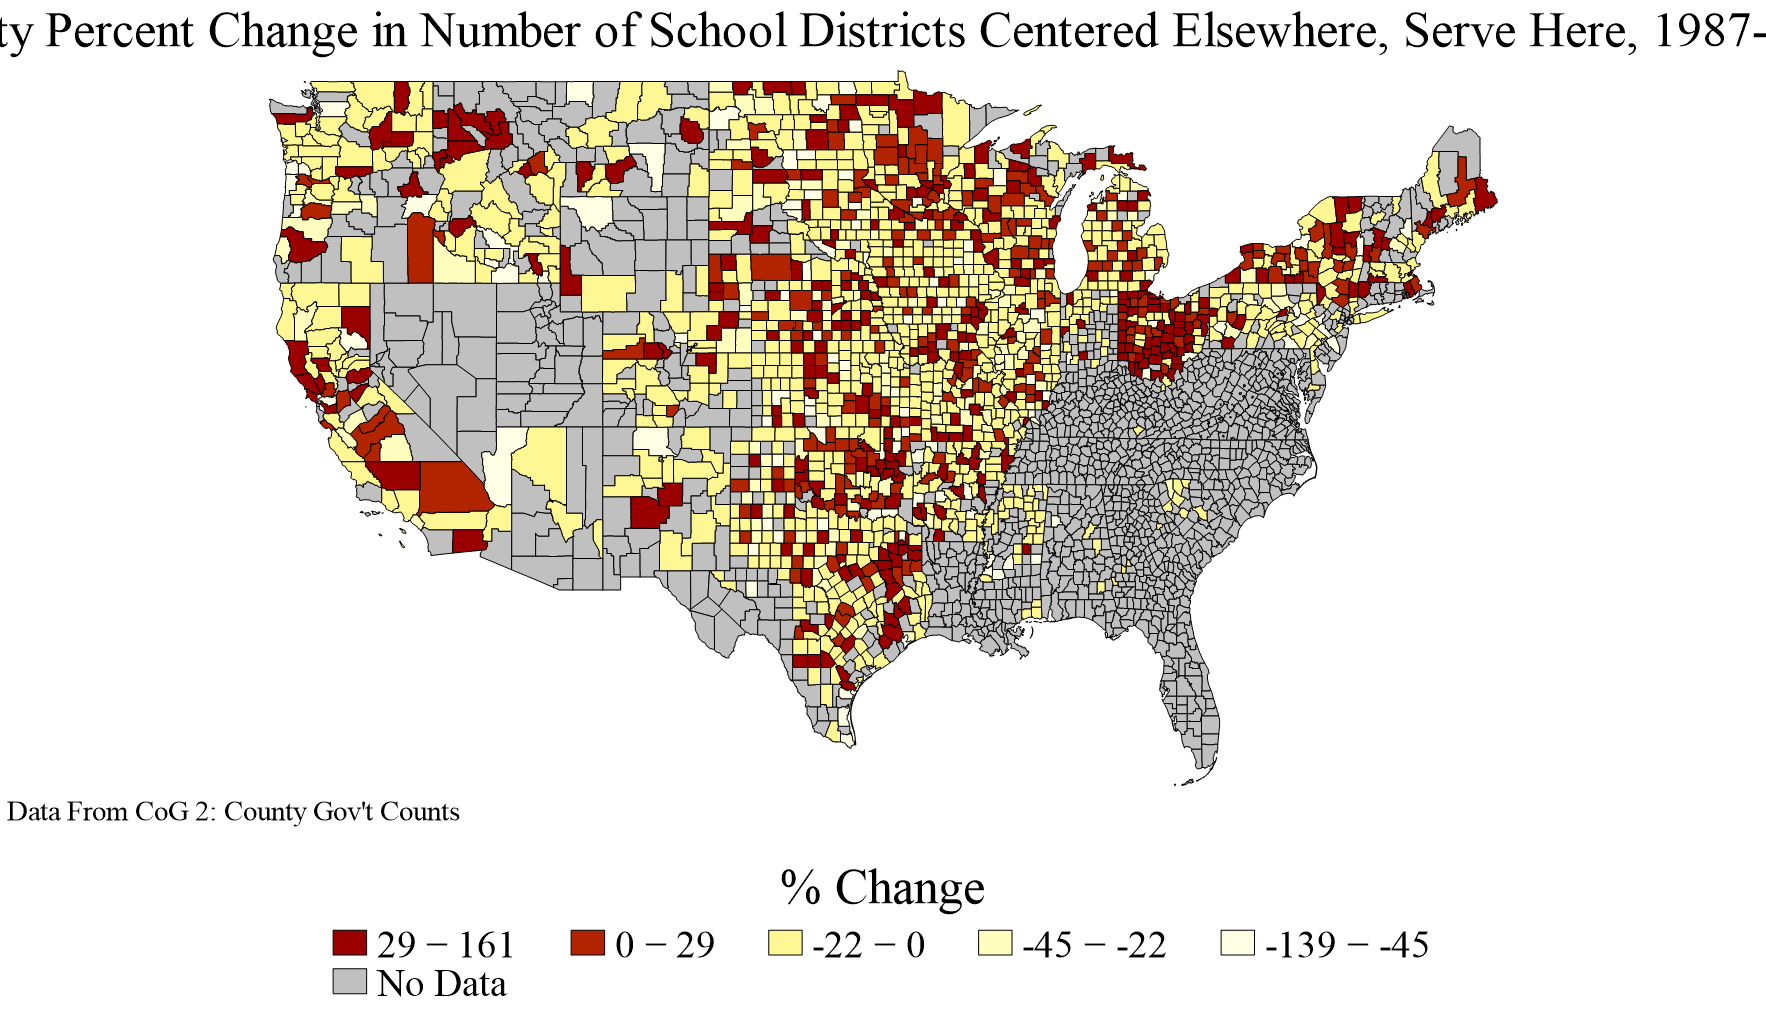 ty Percent Change in Number of School Districts Centered Elsewhere, Serve Here, 1987-
Data From CoG 2: County Gov't Counts
% Change
29 − 161
0 − 29
-22 − 0
-45 − -22
-139 − -45
No Data